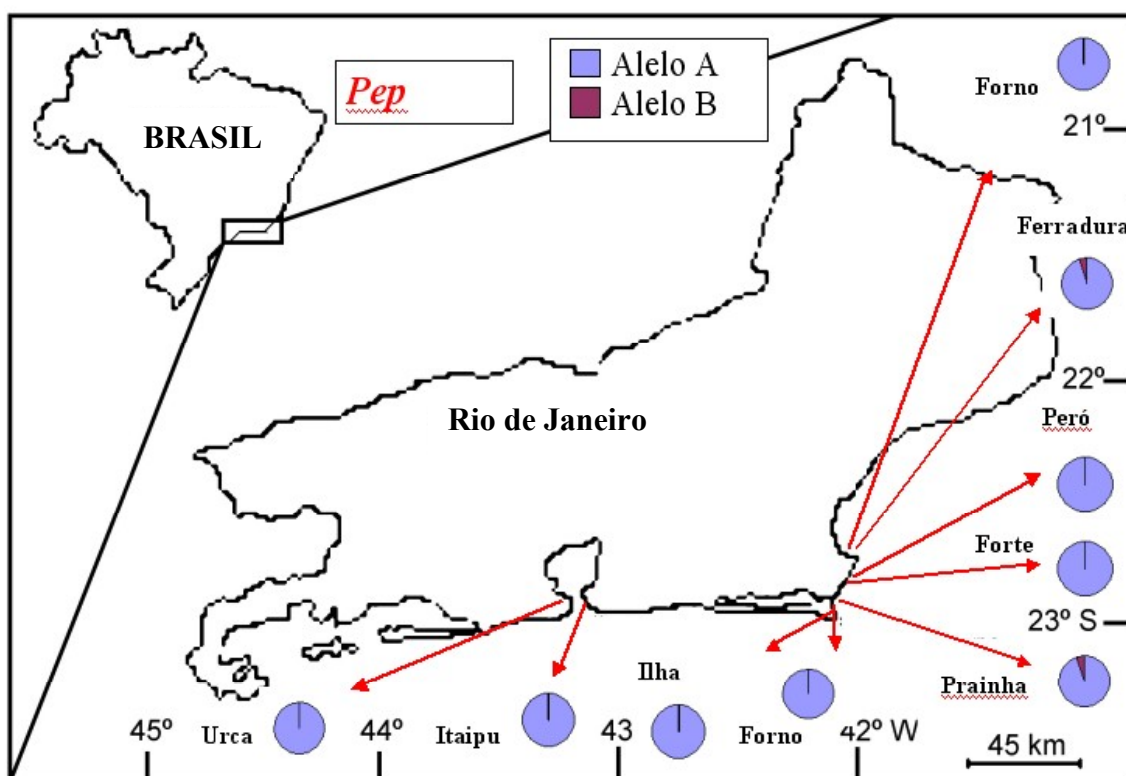 Alelo A
Alelo B
Pep
BRASIL
Forno
21º
Ferradura
22º
Peró
Rio de Janeiro
Forte
23º S
Ilha
Prainha
45º
Urca
44º
Itaipu
43
Forno
42º W
45 km